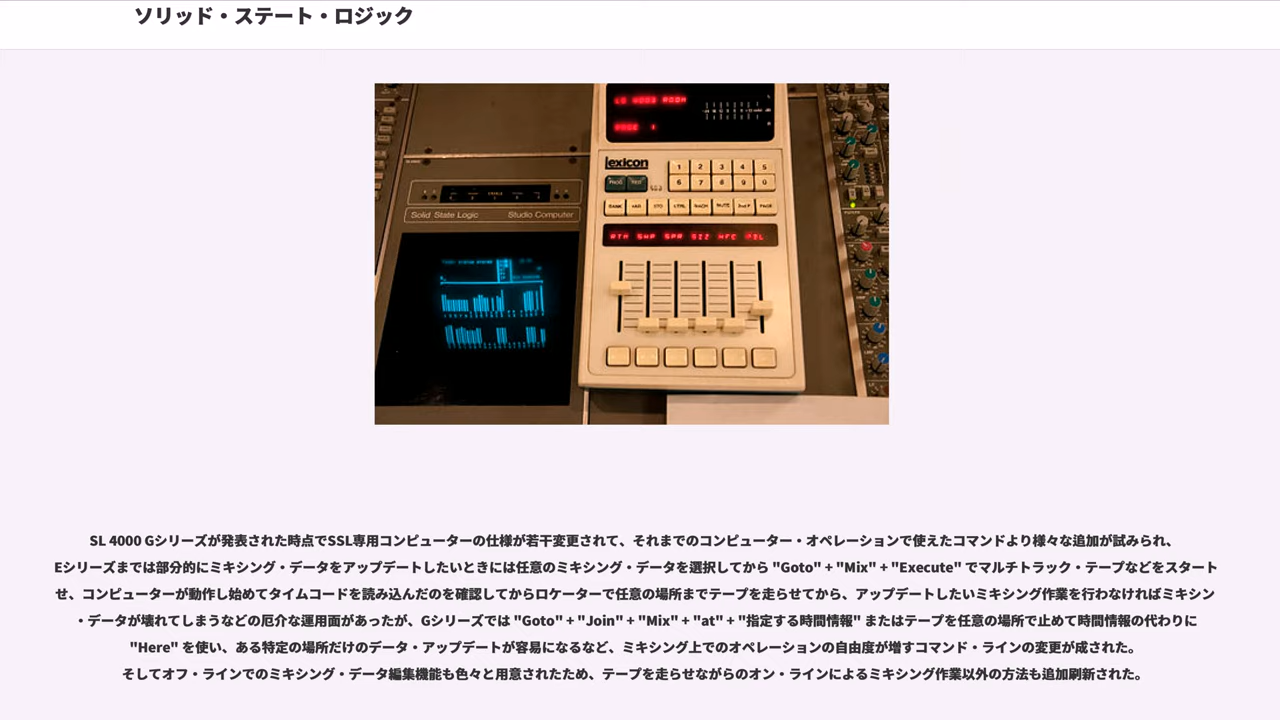 ソリッド・ステート・ロジック
lexicon
1 2 3 4 5
PROG REG
6 7 8 9 0
BANK VAR STO CTRL MACH MUTE 2nd F PAGE
Solid State Logic Studio Computer
SL 4000 Gシリーズが発表された時点でSSL専用コンピューターの仕様が若干変更されて、それまでのコンピューター・オペレーションで使えたコマンドより様々な追加が試みられ、
Eシリーズまでは部分的にミキシング・データをアップデートしたいときには任意のミキシング・データを選択してから "Goto" + "Mix" + "Execute" でマルチトラック・テープなどをスタート
せ、コンピューターが動作し始めてタイムコードを読み込んだのを確認してからロケーターで任意の場所までテープを走らせてから、アップデートしたいミキシング作業を行わなければミキシン
・データが壊れてしまうなどの厄介な運用面があったが、Gシリーズでは "Goto" + "Join" + "Mix" + "at" + "指定する時間情報" またはテープを任意の場所で止めて時間情報の代わりに
"Here" を使い、ある特定の場所だけのデータ・アップデートが容易になるなど、ミキシング上でのオペレーションの自由度が増すコマンド・ラインの変更が成された。
そしてオフ・ラインでのミキシング・データ編集機能も色々と用意されたため、テープを走らせながらのオン・ラインによるミキシング作業以外の方法も追加刷新された。